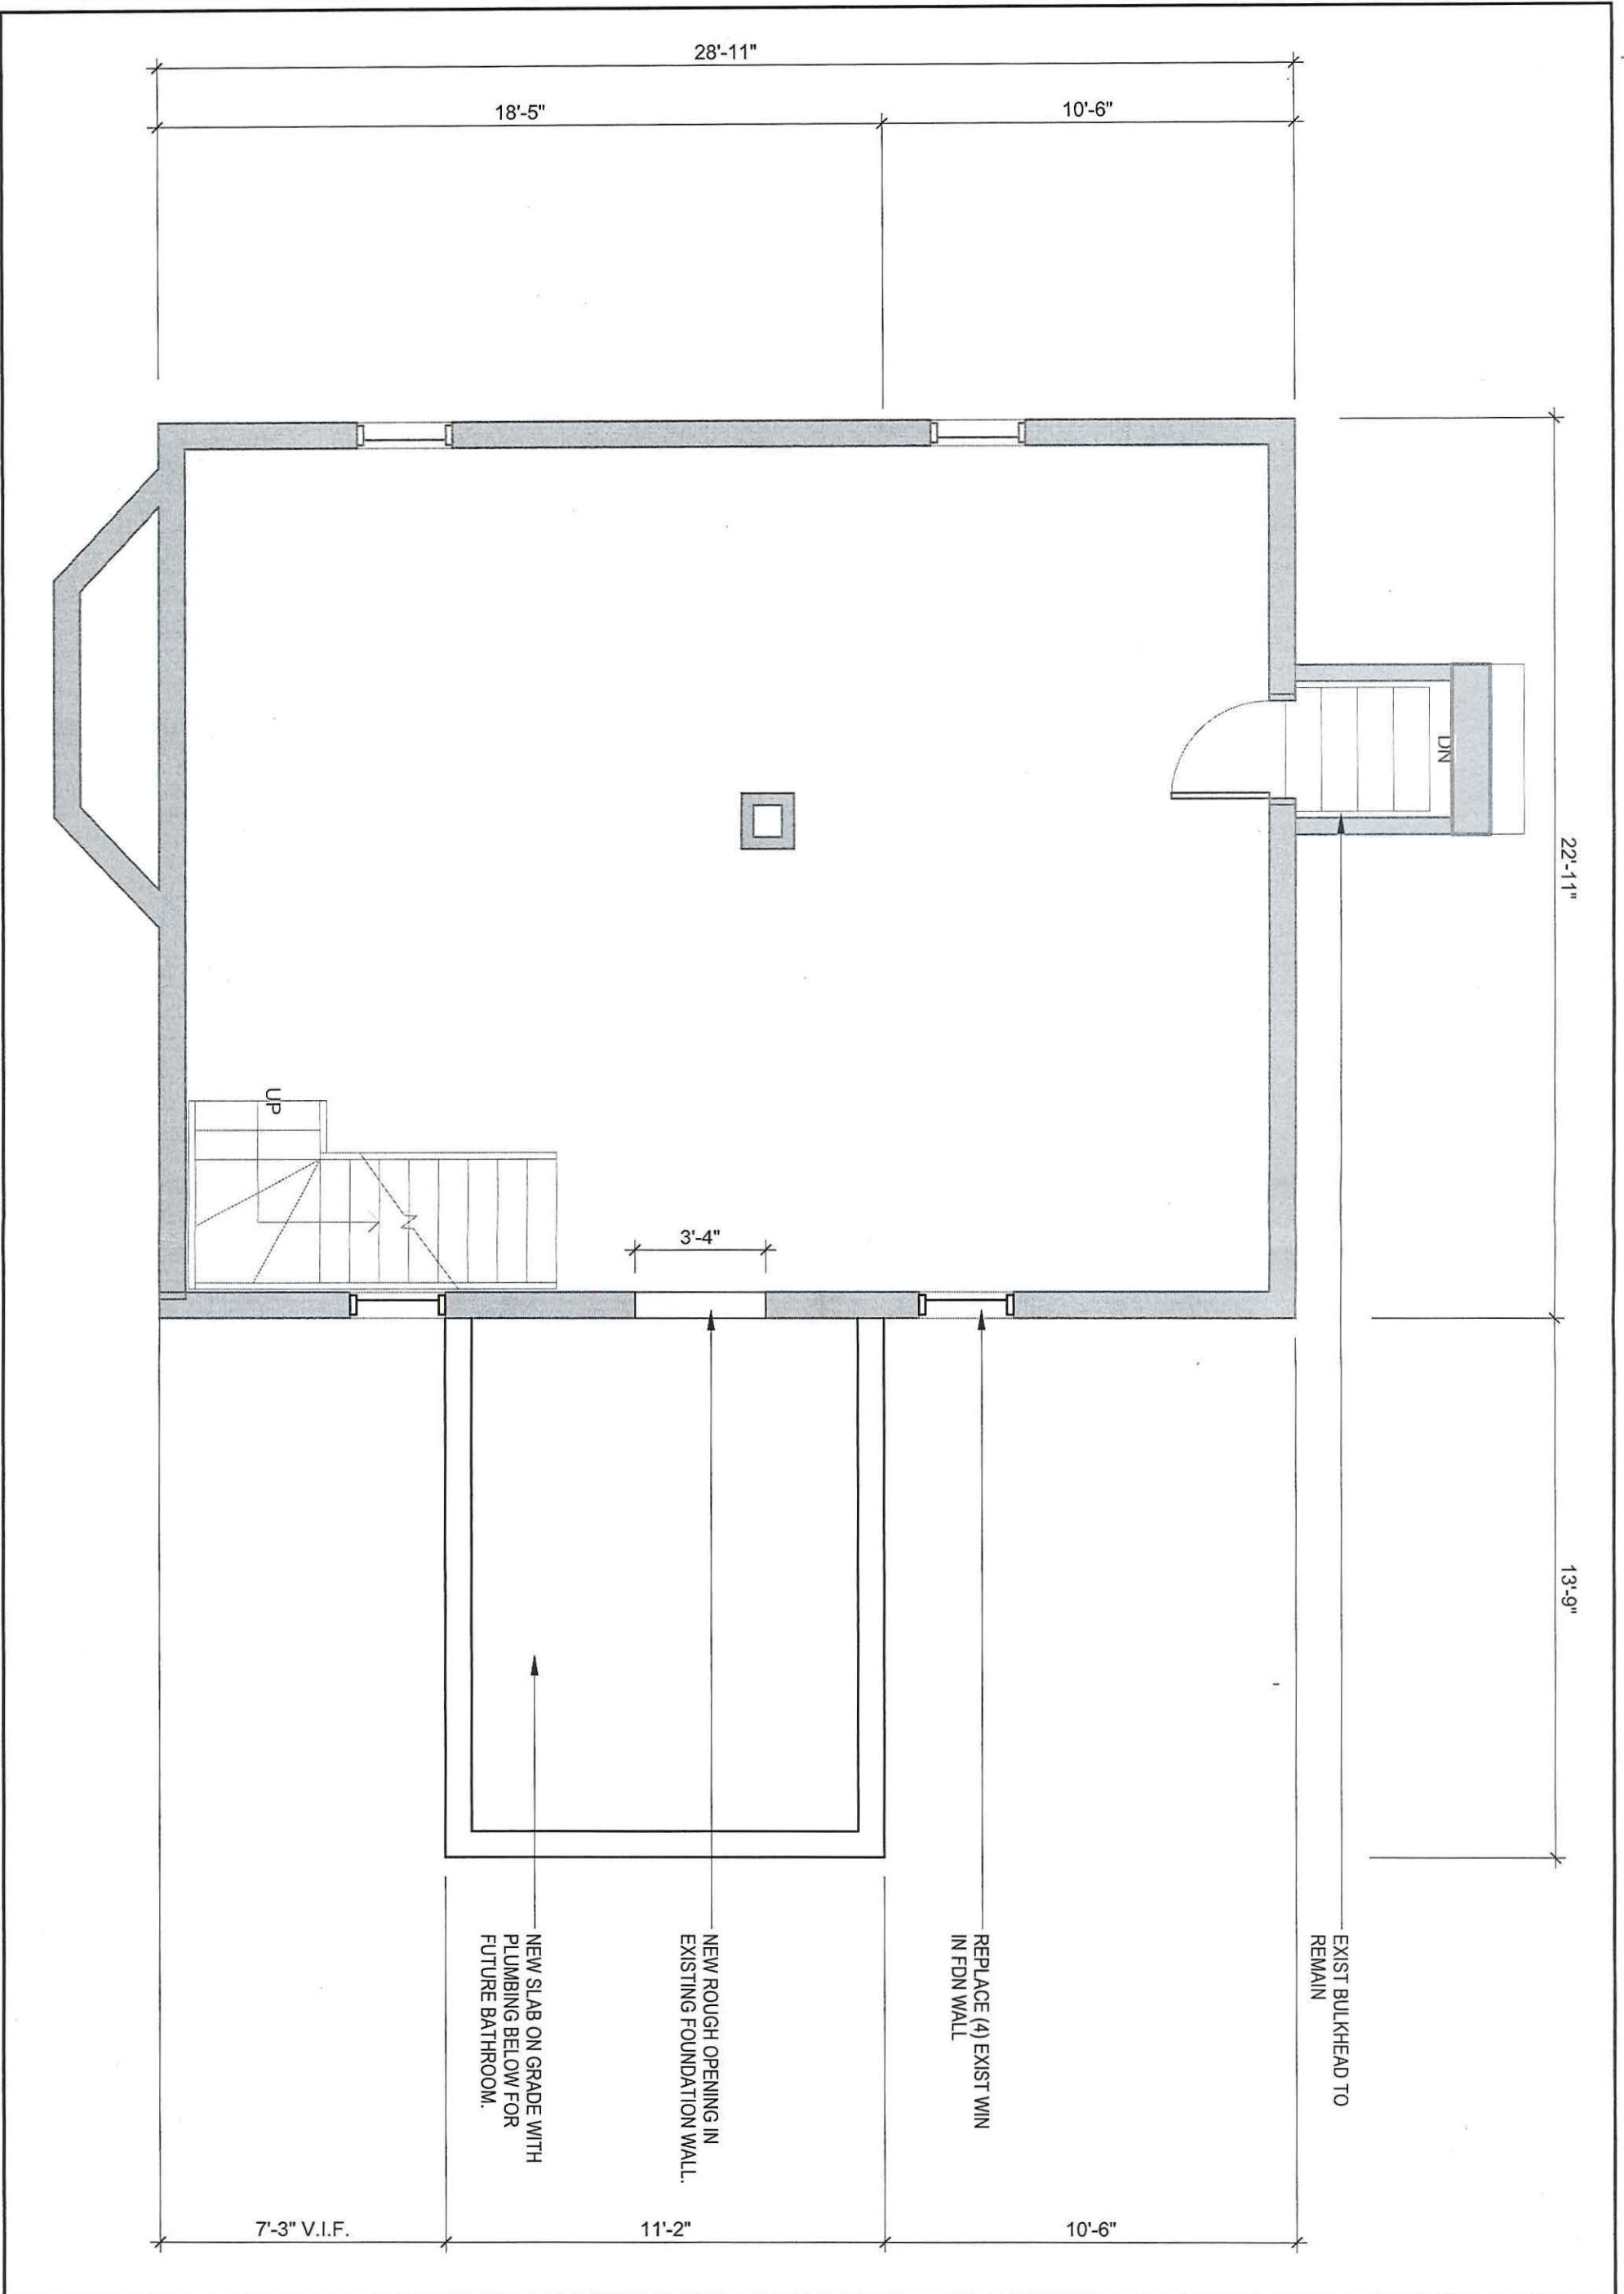 28'-11"
18'-5"
10'-6"
DN
22'-11"
UP
3'-4"
13'-9"
EXIST BULKHEAD TO
REMAIN
REPLACE (4) EXIST WIN
IN FDN WALL
NEW ROUGH OPENING IN
EXISTING FOUNDATION WALL.
NEW SLAB ON GRADE WITH
PLUMBING BELOW FOR
FUTURE BATHROOM.
7'-3" V.I.F.
11'-2"
10'-6"